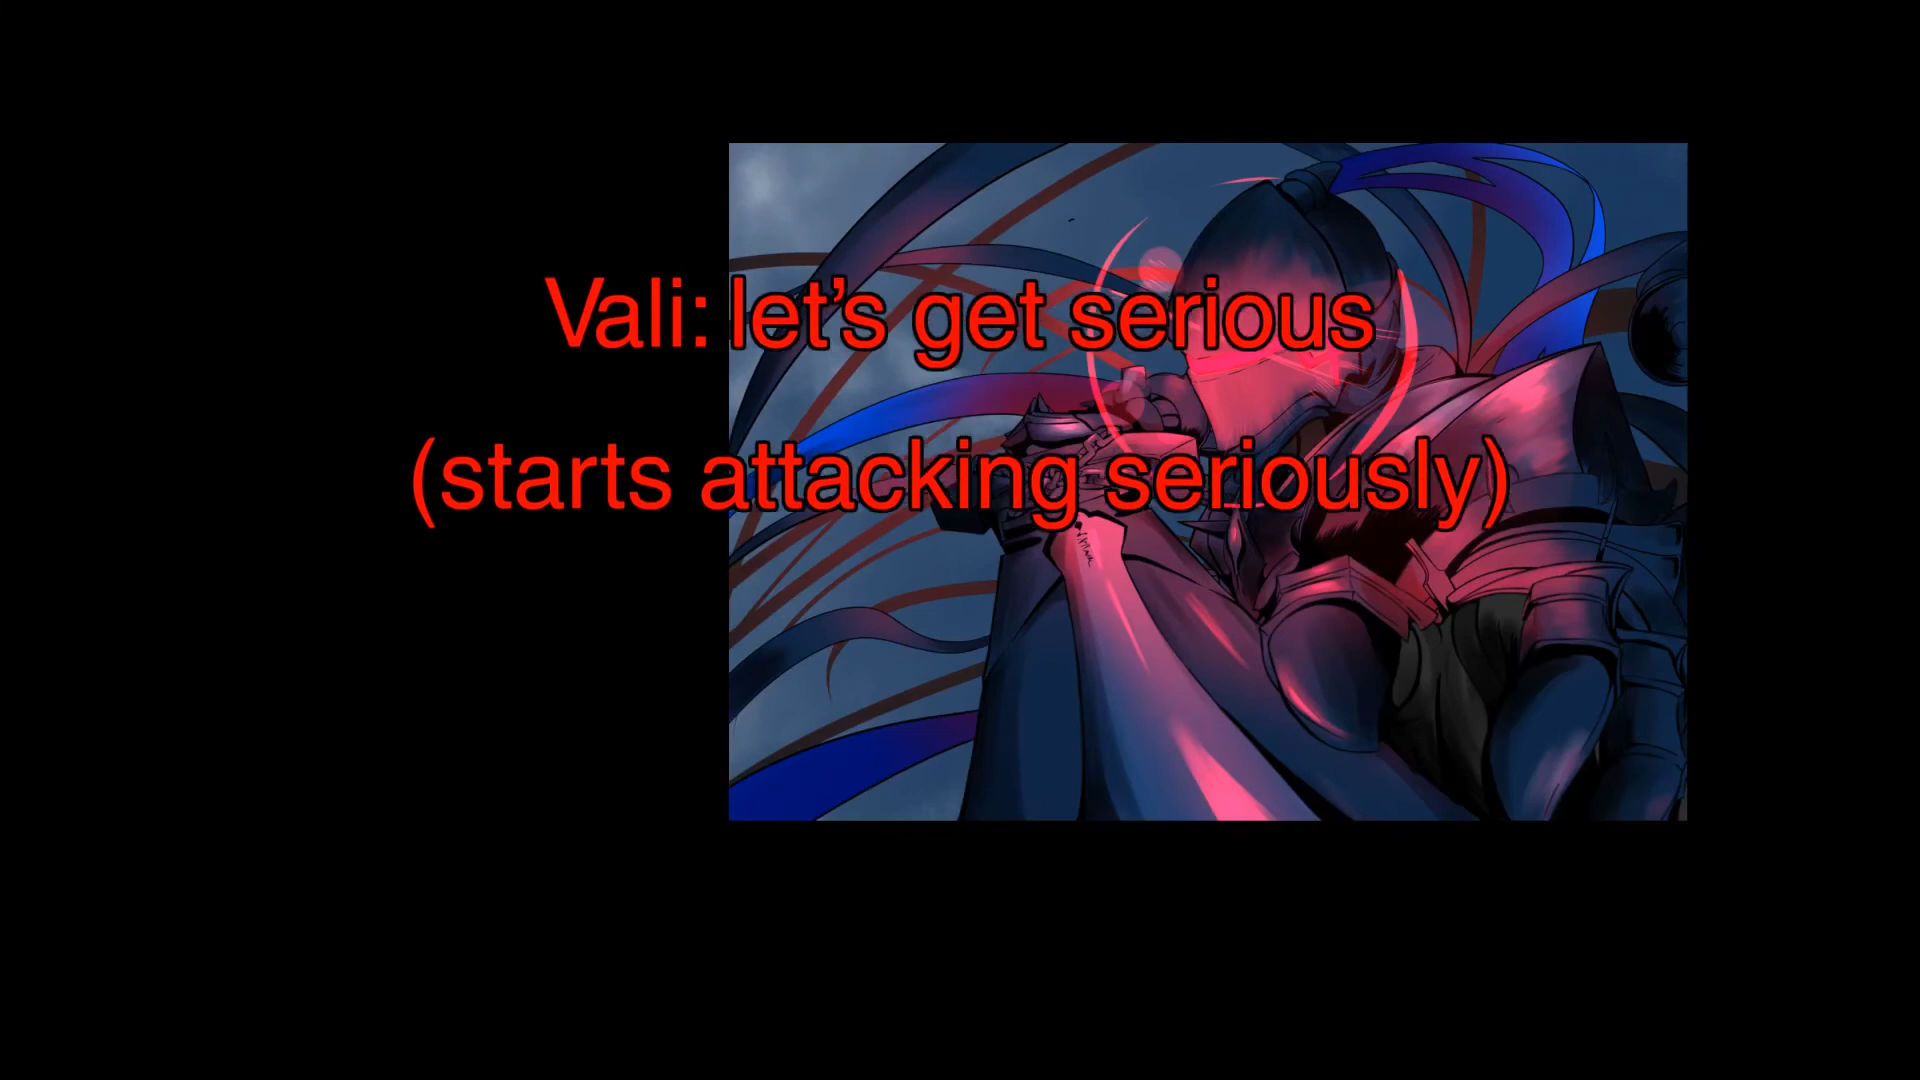 Vali: let’s get serious
(starts attacking seriously)